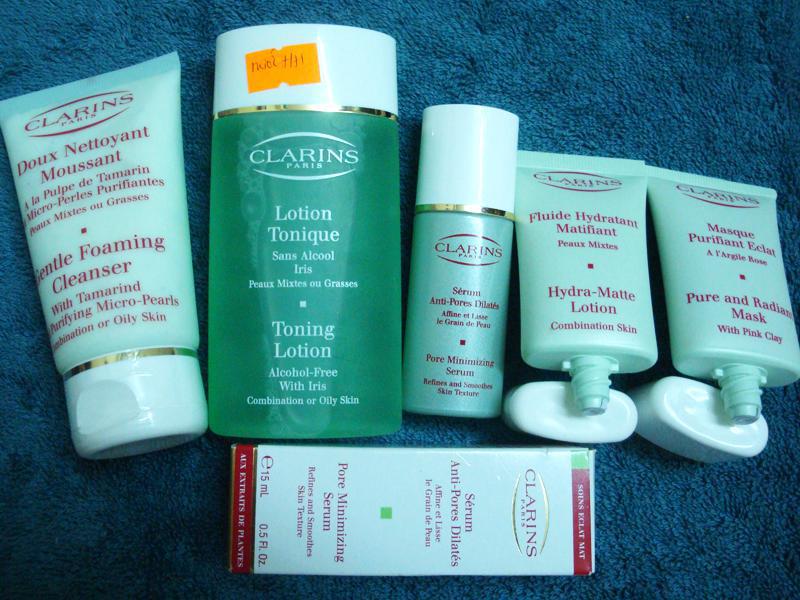 CLARINS
Doux Nettoyant
Moussant
A la Pulpe de Tamarin
Micro-Perles Purifiantes
Peaux Mixtes ou Grasses
Gentle Foaming
Cleanser
With Tamarind
Purifying Micro-Pearls
Combination or Oily Skin
CLARINS
PARIS
Lotion
Tonique
Sans Alcool
Iris
Peaux Mixtes ou Grasses
Toning
Lotion
Alcohol-Free
With Iris
Combination or Oily Skin
CLARINS
PARIS
Sérum
Anti-Pores Dilatés
Affine et Lisse
le Grain de Peau
Pore Minimizing
Serum
Refines and Smoothes
Skin Texture
CLARINS
PARIS
Fluide Hydratant
Matifiant
Peaux Mixtes
Hydra-Matte
Lotion
Combination Skin
CLARINS
PARIS
Masque
Purifiant Eclat
A l'Argile Rose
Pure and Radiant
Mask
With Pink Clay
SOINS ECLAT MAT
CLARINS
PARIS
Sérum
Anti-Pores Dilatés
Affine et Lisse
le Grain de Peau
Pore Minimizing
Serum
Refines and Smoothes
Skin Texture
℮15 mL 0.5 Fl. Oz.
AUX EXTRAITS DE PLANTES